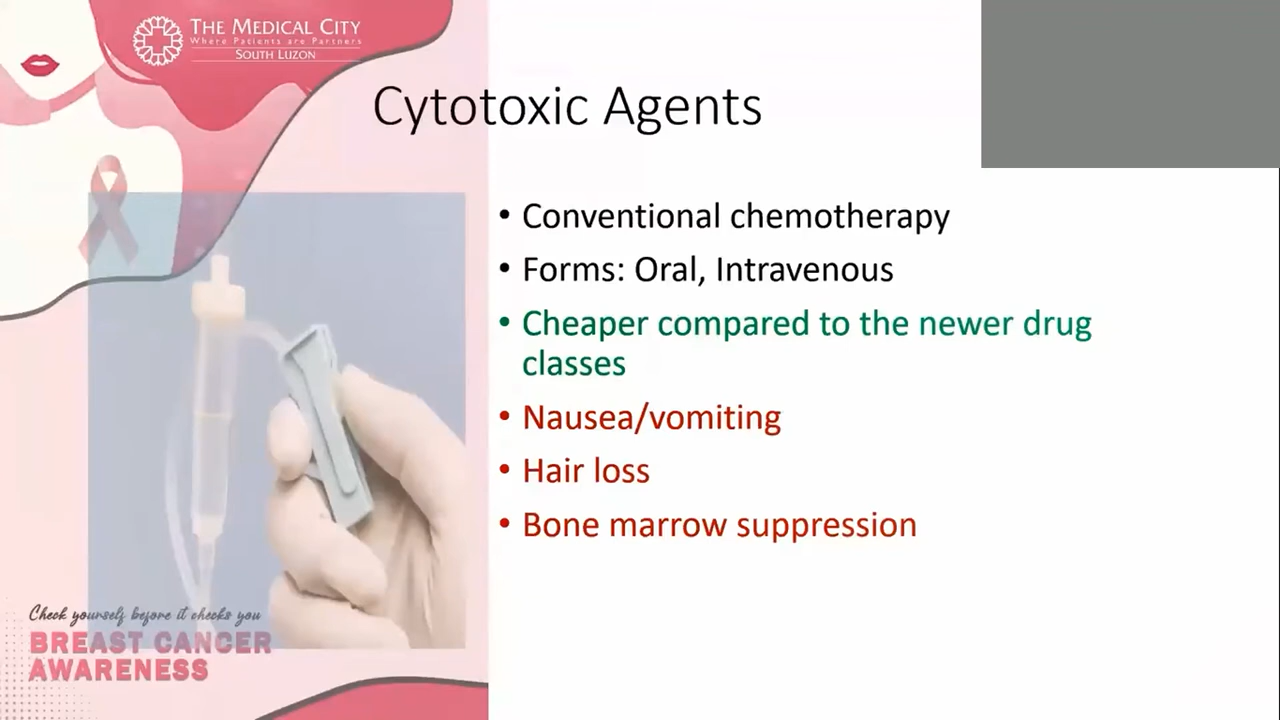 THE MEDICAL CITY
Where Patients are Partners
SOUTH LUZON
Cytotoxic Agents
• Conventional chemotherapy
• Forms: Oral, Intravenous
• Cheaper compared to the newer drug
classes
• Nausea/vomiting
• Hair loss
• Bone marrow suppression
Check yourself before it checks you
BREAST CANCER
AWARENESS